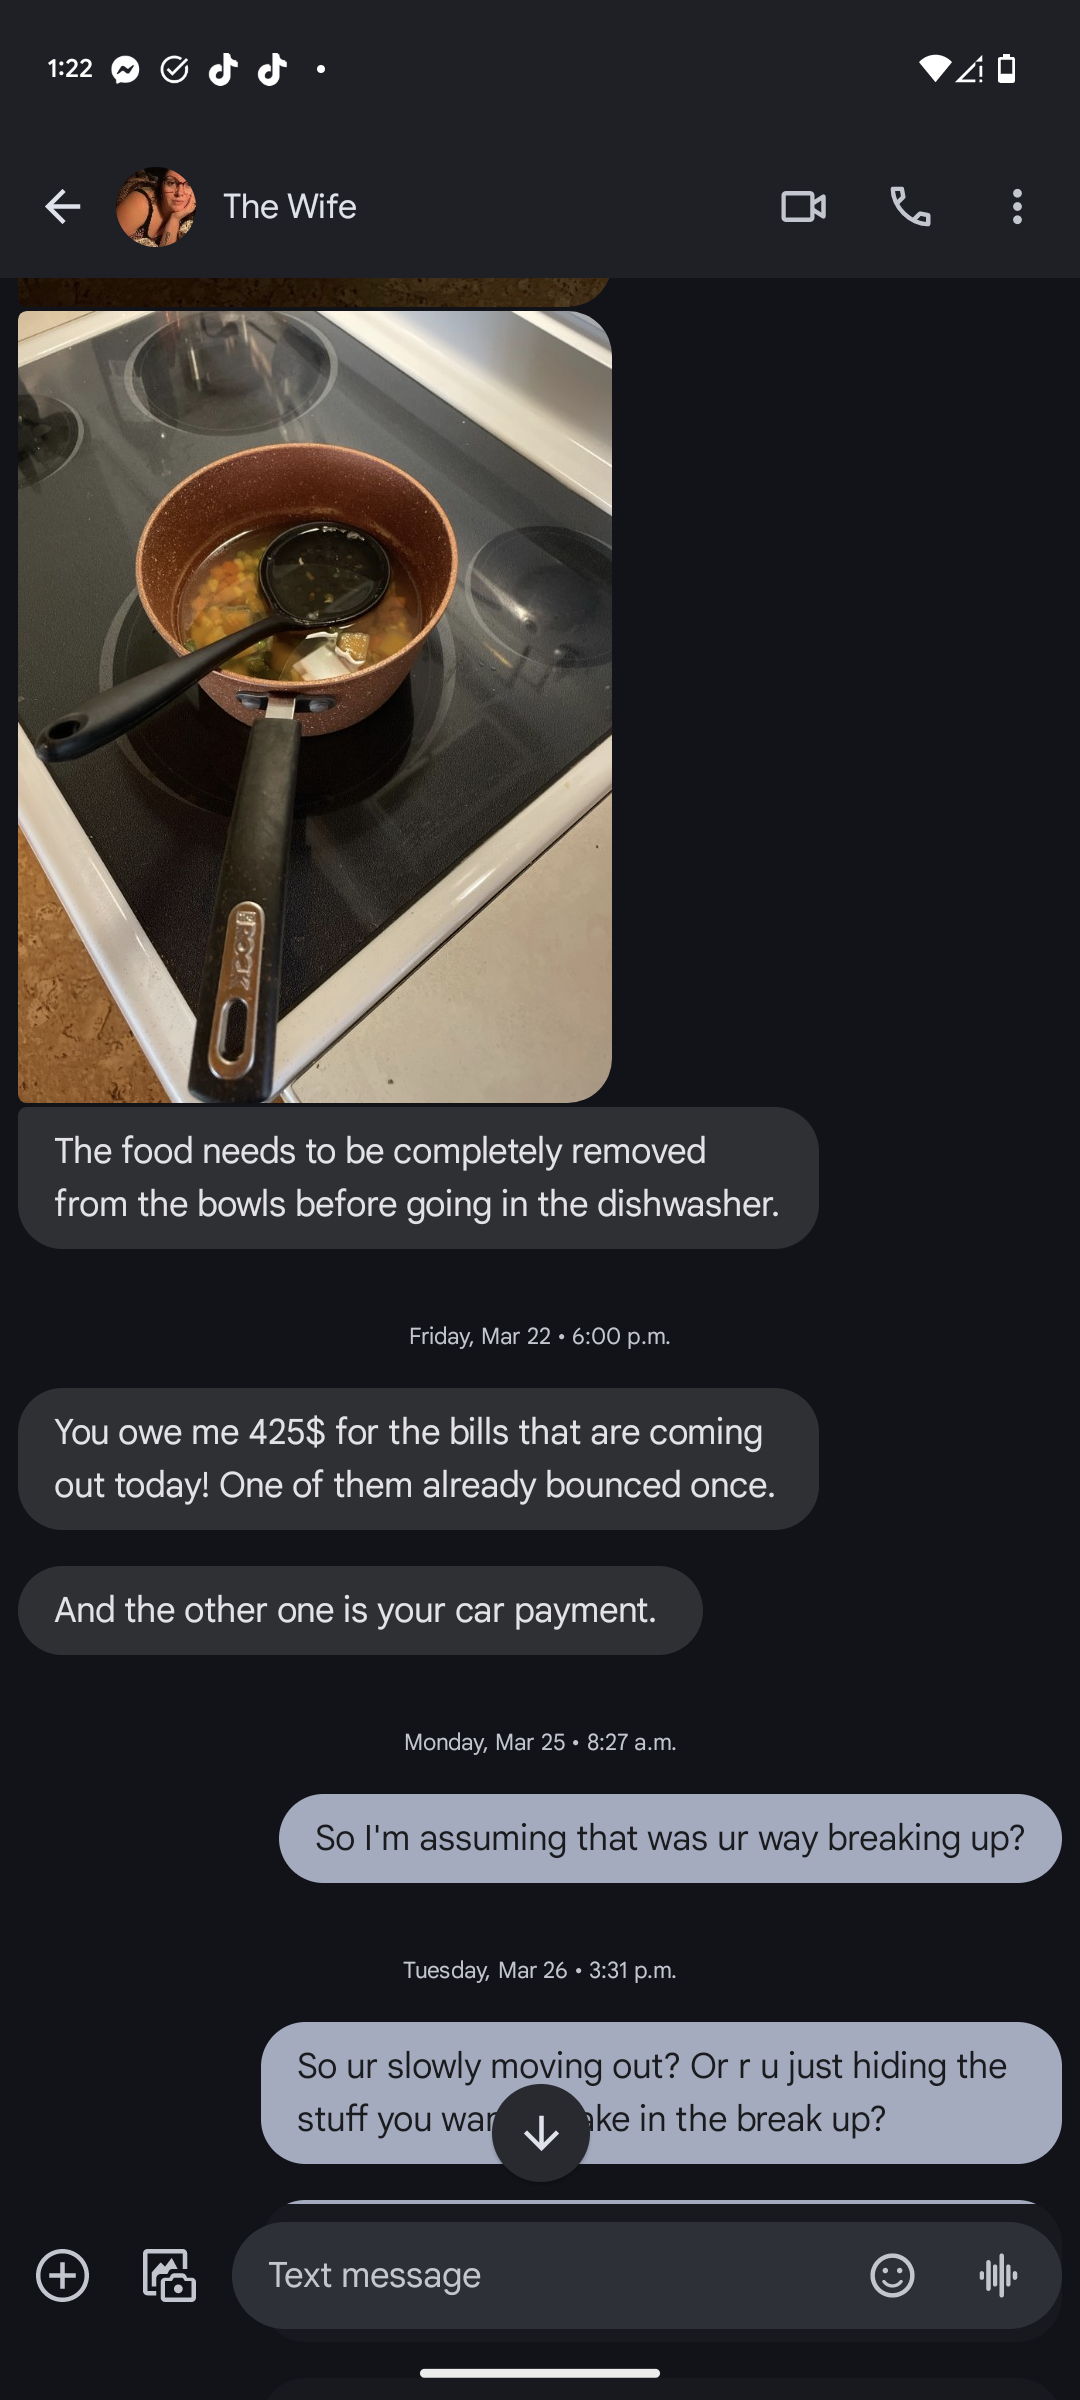 1:22
The Wife
ROCK
The food needs to be completely removed
from the bowls before going in the dishwasher.
Friday, Mar 22 • 6:00 p.m.
You owe me 425$ for the bills that are coming
out today! One of them already bounced once.
And the other one is your car payment.
Monday, Mar 25 • 8:27 a.m.
So I'm assuming that was ur way breaking up?
Tuesday, Mar 26 • 3:31 p.m.
So ur slowly moving out? Or r u just hiding the
stuff you in the break up?
Text message